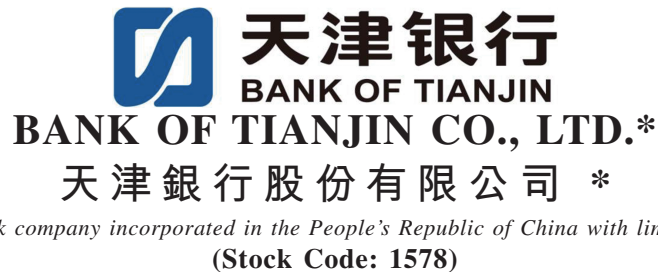 天津银行
BANK OF TIANJIN
BANK OF TIANJIN CO., LTD.*
天津銀行股份有限公司 *
company incorporated in the People's Republic of China with
(Stock Code: 1578)